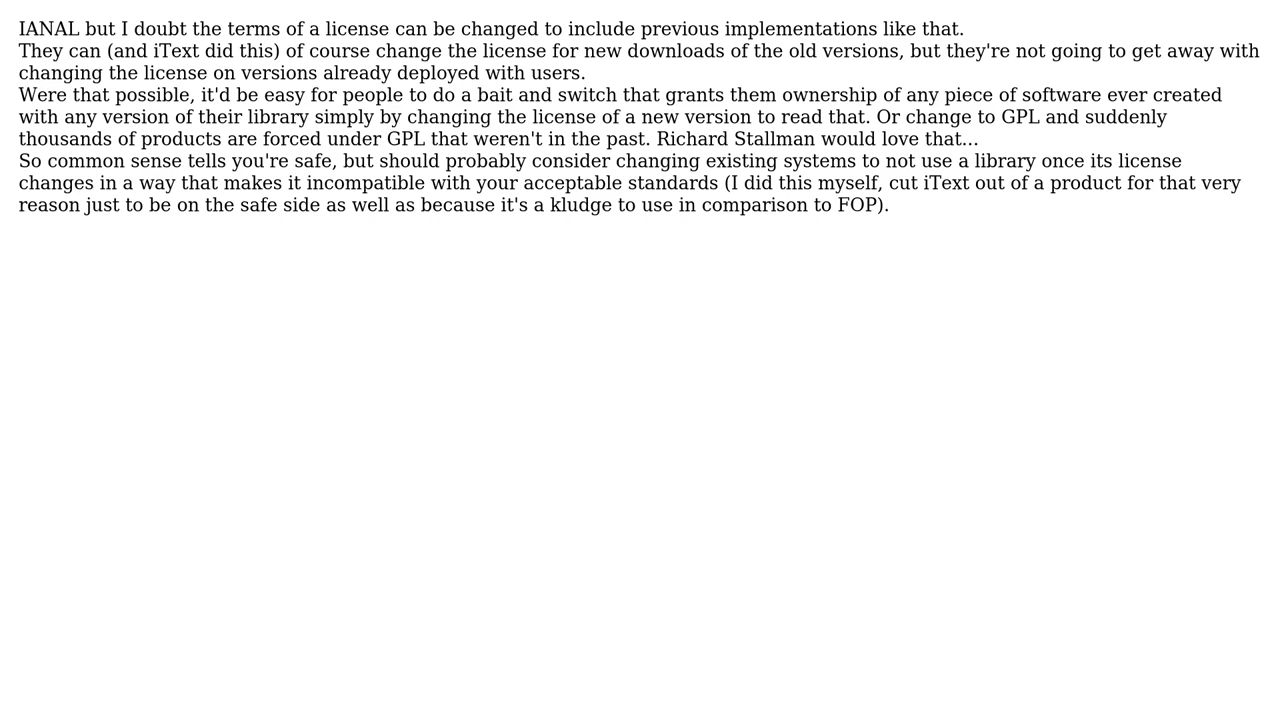 IANAL but I doubt the terms of a license can be changed to include previous implementations like that.
They can (and iText did this) of course change the license for new downloads of the old versions, but they're not going to get away with
changing the license on versions already deployed with users.
Were that possible, it'd be easy for people to do a bait and switch that grants them ownership of any piece of software ever created
with any version of their library simply by changing the license of a new version to read that. Or change to GPL and suddenly
thousands of products are forced under GPL that weren't in the past. Richard Stallman would love that...
So common sense tells you're safe, but should probably consider changing existing systems to not use a library once its license
changes in a way that makes it incompatible with your acceptable standards (I did this myself, cut iText out of a product for that very
reason just to be on the safe side as well as because it's a kludge to use in comparison to FOP).